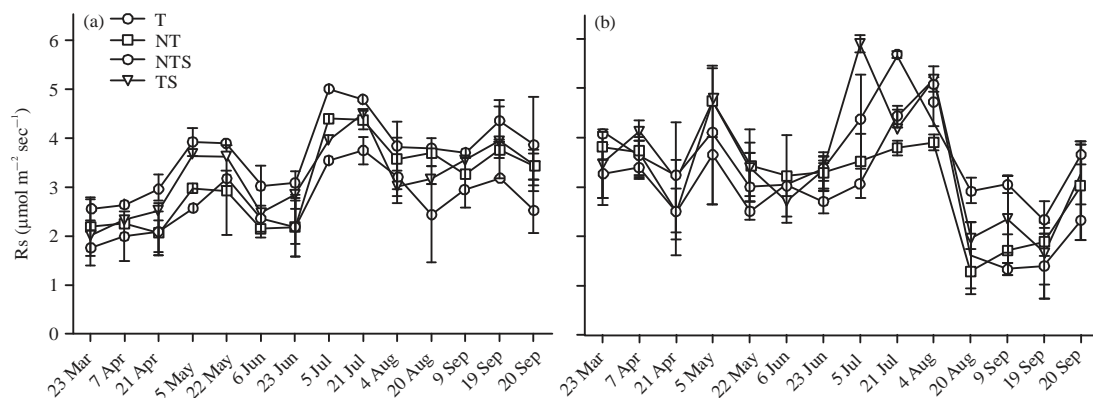 (a)
T
NT
NTS
TS
(b)
Rs (μmol m−2 sec−1)
6
5
4
3
2
1
0
23 Mar
7 Apr
21 Apr
5 May
22 May
6 Jun
23 Jun
5 Jul
21 Jul
4 Aug
20 Aug
9 Sep
19 Sep
20 Sep
23 Mar
7 Apr
21 Apr
5 May
22 May
6 Jun
23 Jun
5 Jul
21 Jul
4 Aug
20 Aug
9 Sep
19 Sep
20 Sep